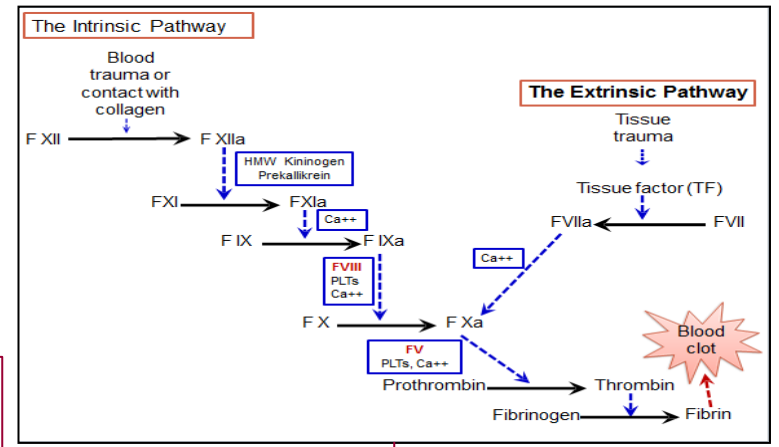 The Intrinsic Pathway
Blood
trauma or
contact with
collagen
F XII
F XIIa
HMW Kininogen
Prekallikrein
FXI
FXIa
Ca++
F IX
F IXa
FVIII
PLTs
Ca++
F X
F Xa
FV
PLTs, Ca++
Prothrombin
Thrombin
Fibrinogen
Fibrin
The Extrinsic Pathway
Tissue
trauma
Tissue factor (TF)
FVIIa
FVII
Ca++
Blood
clot